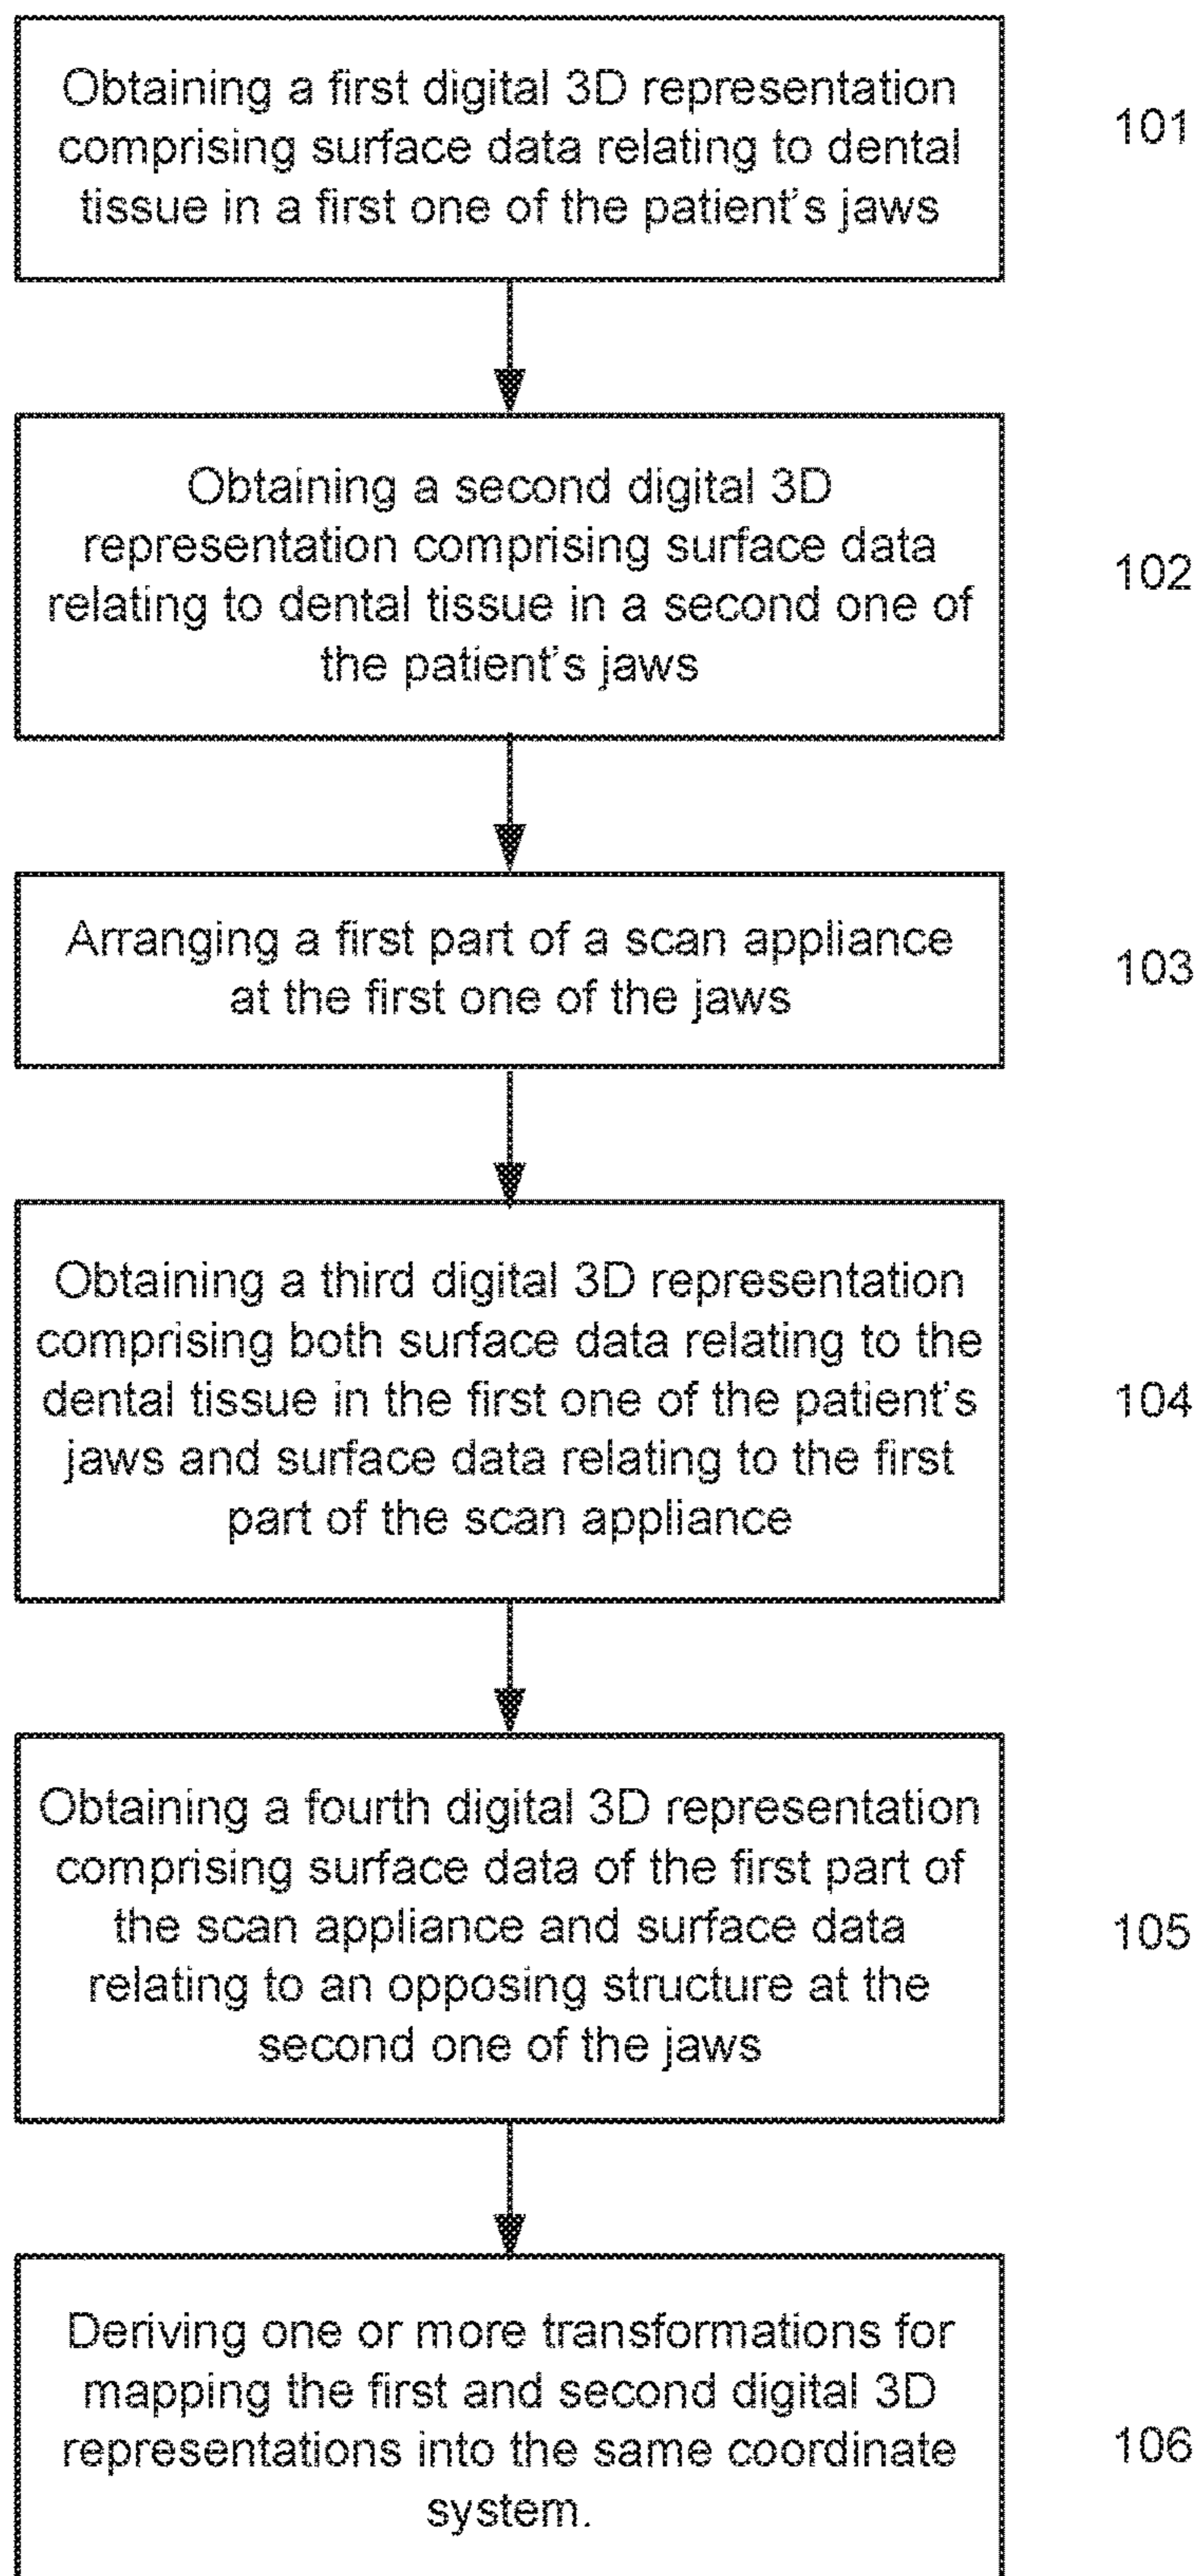 Obtaining a first digital 3D representation
comprising surface data relating to dental
tissue in a first one of the patient's jaws
101
Obtaining a second digital 3D
representation comprising surface data
relating to dental tissue in a second one of
the patient's jaws
102
Arranging a first part of a scan appliance
at the first one of the jaws
103
Obtaining a third digital 3D representation
comprising both surface data relating to the
dental tissue in the first one of the patient's
jaws and surface data relating to the first
part of the scan appliance
104
Obtaining a fourth digital 3D representation
comprising surface data of the first part of
the scan appliance and surface data
relating to an opposing structure at the
second one of the jaws
105
Deriving one or more transformations for
mapping the first and second digital 3D
representations into the same coordinate
system.
106